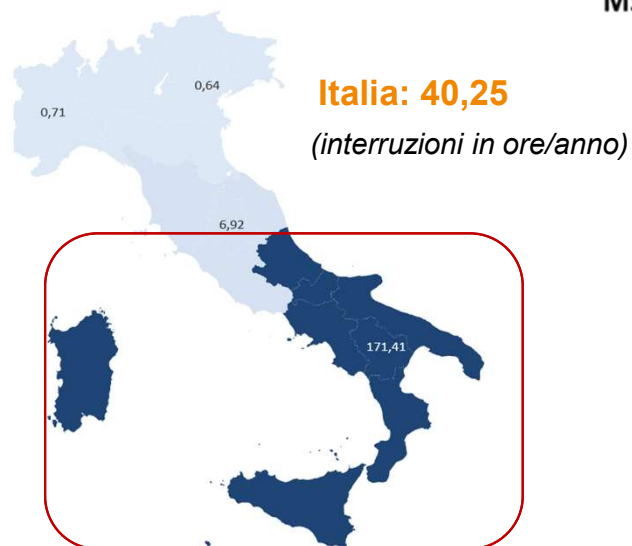 M
0,64
Italia: 40,25
0,71
(interruzioni in ore/anno)
6,92
171,41